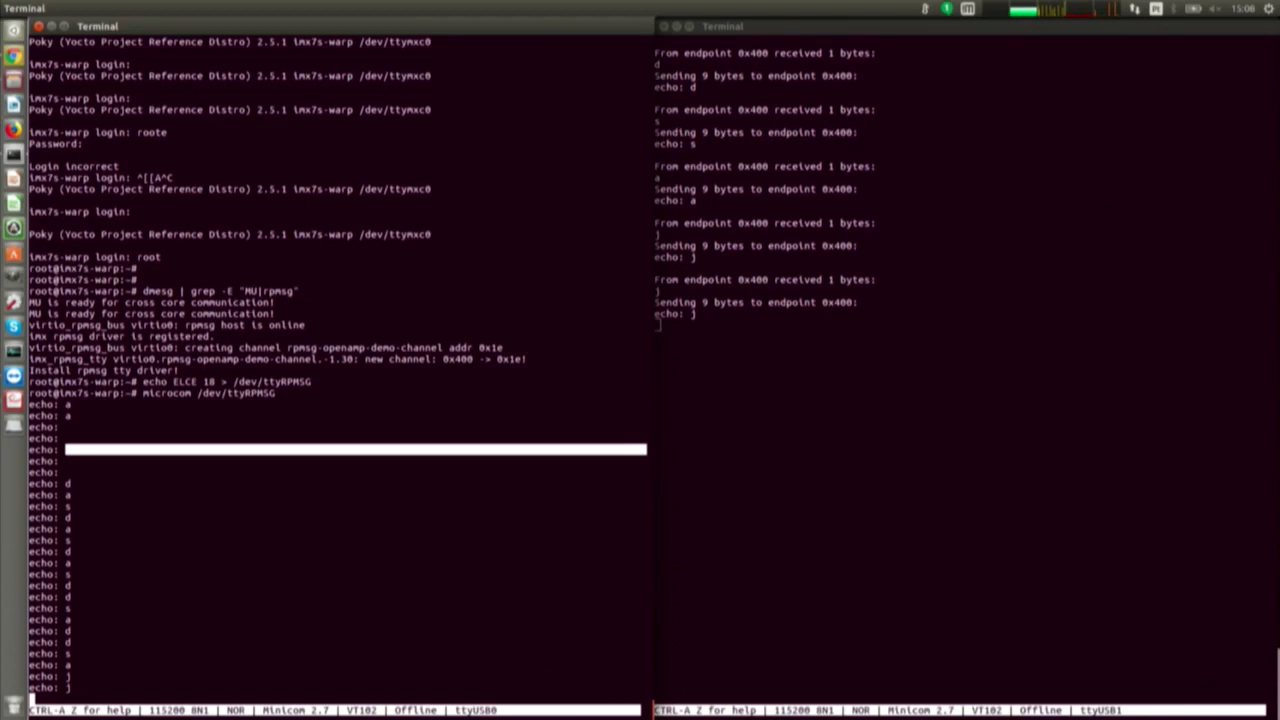 Terminal
15:08
Terminal
Poky (Yocto Project Reference Distro) 2.5.1 imx7s-warp /dev/ttymxc0
imx7s-warp login:
Poky (Yocto Project Reference Distro) 2.5.1 imx7s-warp /dev/ttymxc0
imx7s-warp login:
Poky (Yocto Project Reference Distro) 2.5.1 imx7s-warp /dev/ttymxc0
imx7s-warp login: roote
Password:
Login incorrect
imx7s-warp login: ^[[A^C
Poky (Yocto Project Reference Distro) 2.5.1 imx7s-warp /dev/ttymxc0
imx7s-warp login:
Poky (Yocto Project Reference Distro) 2.5.1 imx7s-warp /dev/ttymxc0
imx7s-warp login: root
root@imx7s-warp:~#
root@imx7s-warp:~#
root@imx7s-warp:~# dmesg | grep -E "MU|rpmsg"
MU is ready for cross core communication!
MU is ready for cross core communication!
virtio_rpmsg_bus virtio0: rpmsg host is online
imx rpmsg driver is registered.
virtio_rpmsg_bus virtio0: creating channel rpmsg-openamp-demo-channel addr 0x1e
imx_rpmsg_tty virtio0.rpmsg-openamp-demo-channel.-1.30: new channel: 0x400 -> 0x1e!
Install rpmsg tty driver!
root@imx7s-warp:~# echo ELCE 18 > /dev/ttyRPMSG
root@imx7s-warp:~# microcom /dev/ttyRPMSG
echo: a
echo: a
echo:
echo:
echo:
echo:
echo:
echo: d
echo: a
echo: s
echo: d
echo: a
echo: s
echo: d
echo: a
echo: s
echo: d
echo: d
echo: s
echo: a
echo: d
echo: d
echo: s
echo: a
echo: j
echo: j
CTRL-A Z for help | 115200 8N1 | NOR | Minicom 2.7 | VT102 | Offline | ttyUSB0
Terminal
From endpoint 0x400 received 1 bytes:
d
Sending 9 bytes to endpoint 0x400:
echo: d
From endpoint 0x400 received 1 bytes:
s
Sending 9 bytes to endpoint 0x400:
echo: s
From endpoint 0x400 received 1 bytes:
a
Sending 9 bytes to endpoint 0x400:
echo: a
From endpoint 0x400 received 1 bytes:
j
Sending 9 bytes to endpoint 0x400:
echo: j
From endpoint 0x400 received 1 bytes:
j
Sending 9 bytes to endpoint 0x400:
echo: j
CTRL-A Z for help | 115200 8N1 | NOR | Minicom 2.7 | VT102 | Offline | ttyUSB1